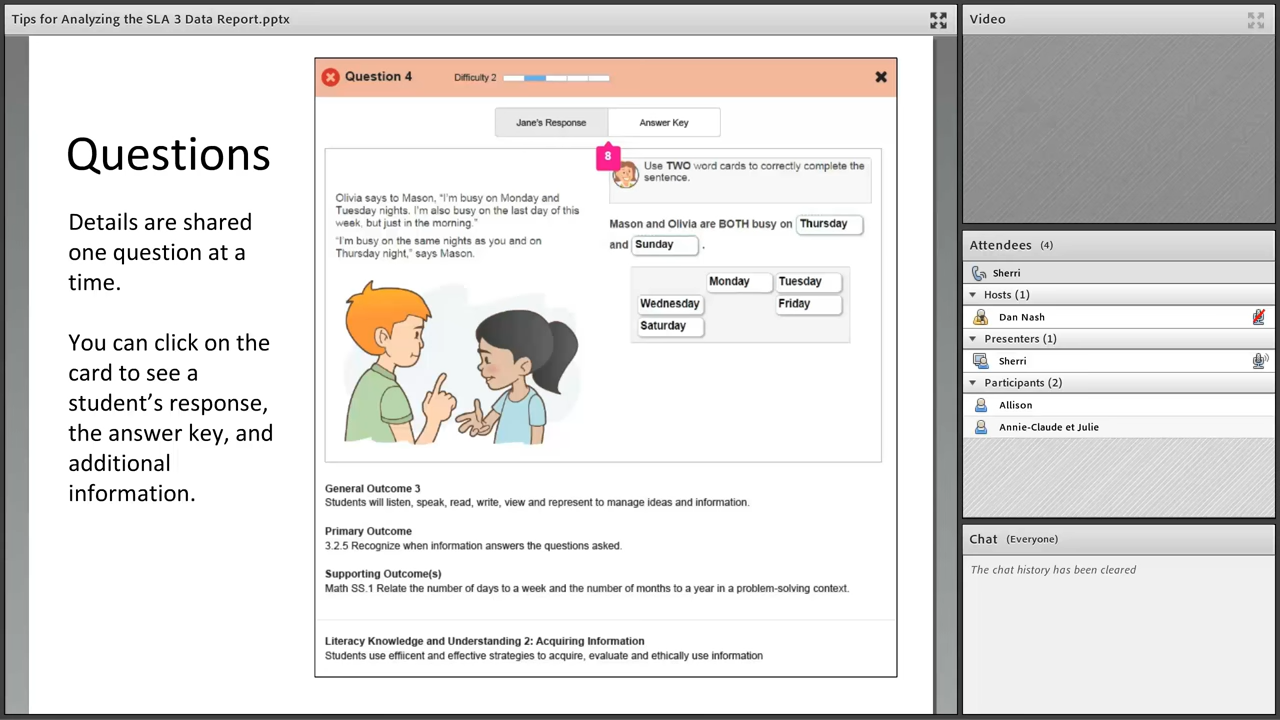 Tips for Analyzing the SLA 3 Data Report.pptx
Questions
Details are shared
one question at a
time.
You can click on the
card to see a
student's response,
the answer key, and
additional
information.
Question 4
Difficulty 2
Jane's Response
Answer Key
8
Olivia says to Mason, "I'm busy on Monday and
Tuesday nights. I'm also busy on the last day of this
week, but just in the morning."
"I'm busy on the same nights as you and on
Thursday night," says Mason.
Use TWO word cards to correctly complete the
sentence.
Mason and Olivia are BOTH busy on Thursday
and Sunday .
Monday Tuesday
Wednesday Friday
Saturday
General Outcome 3
Students will listen, speak, read, write, view and represent to manage ideas and information.
Primary Outcome
3.2.5 Recognize when information answers the questions asked.
Supporting Outcome(s)
Math SS.1 Relate the number of days to a week and the number of months to a year in a problem-solving context.
Literacy Knowledge and Understanding 2: Acquiring Information
Students use effiicent and effective strategies to acquire, evaluate and ethically use information
Video
Attendees (4)
Sherri
Hosts (1)
Dan Nash
Presenters (1)
Sherri
Participants (2)
Allison
Annie-Claude et Julie
Chat (Everyone)
The chat history has been cleared